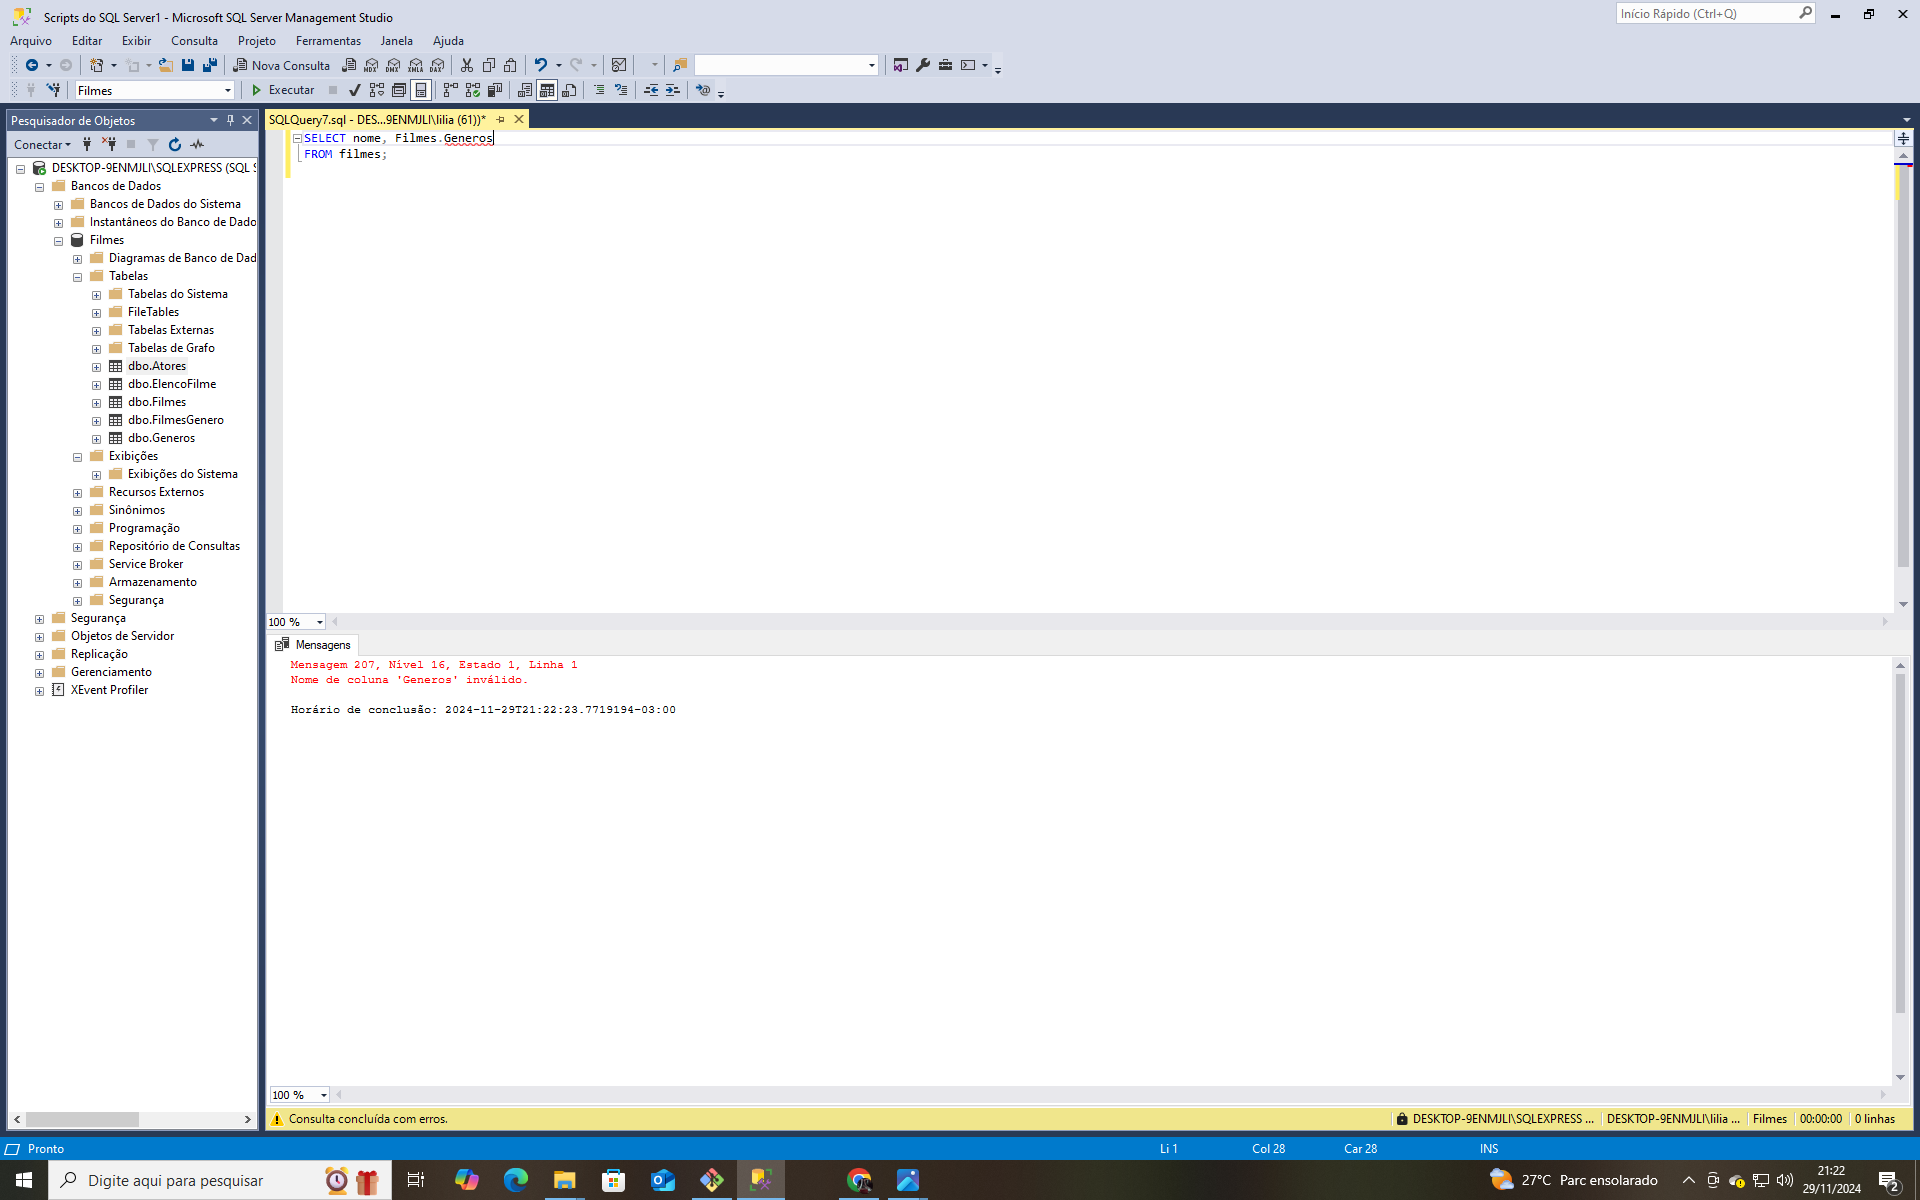 Scripts do SQL Server1 - Microsoft SQL Server Management Studio
Início Rápido (Ctrl+Q)
Arquivo Editar Exibir Consulta Projeto Ferramentas Janela Ajuda
Nova Consulta
MDX DMX XMLA DAX
Filmes
Executar
Pesquisador de Objetos
SQLQuery7.sql - DES...9ENMJLI\lilia (61))*
Conectar
DESKTOP-9ENMJLI\SQLEXPRESS (SQL S
Bancos de Dados
Bancos de Dados do Sistema
Instantâneos do Banco de Dado
Filmes
Diagramas de Banco de Dad
Tabelas
Tabelas do Sistema
FileTables
Tabelas Externas
Tabelas de Grafo
dbo.Atores
dbo.ElencoFilme
dbo.Filmes
dbo.FilmesGenero
dbo.Generos
Exibições
Exibições do Sistema
Recursos Externos
Sinônimos
Programação
Repositório de Consultas
Service Broker
Armazenamento
Segurança
Segurança
Objetos de Servidor
Replicação
Gerenciamento
XEvent Profiler
SELECT nome, Filmes.Generos
FROM filmes;
100 %
Mensagens
Mensagem 207, Nível 16, Estado 1, Linha 1
Nome de coluna 'Generos' inválido.
Horário de conclusão: 2024-11-29T21:22:23.7719194-03:00
100 %
Consulta concluída com erros.
DESKTOP-9ENMJLI\SQLEXPRESS ... DESKTOP-9ENMJLI\lilia ... Filmes 00:00:00 0 linhas
Pronto
Li 1 Col 28 Car 28 INS
Digite aqui para pesquisar
27°C Parc ensolarado
21:22
29/11/2024
2